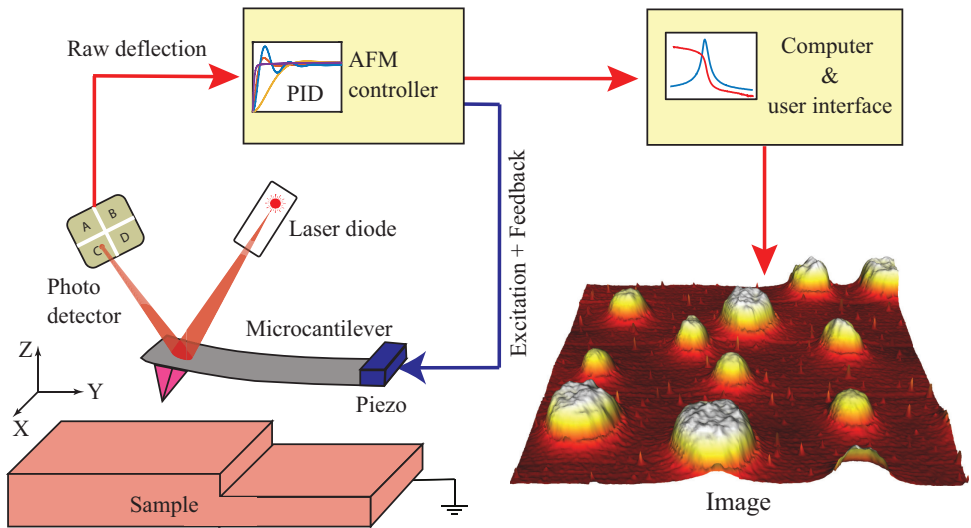 Raw deflection
AFM
controller
PID
Computer
&
user interface
A
B
C
D
Laser diode
Photo
detector
Excitation + Feedback
Microcantilever
Piezo
Z
Y
X
Sample
Image